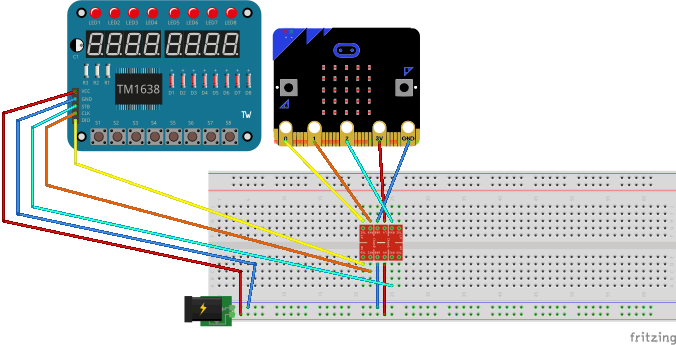 LED1 LED2 LED3 LED4 LED5 LED6 LED7 LED8
C1
R3 R2 R1
TM1638
D1 D2 D3 D4 D5 D6 D7 D8
VCC
GND
STB
CLK
DIO
TW
S1 S2 S3 S4 S5 S6 S7 S8
0 1 2 3V GND
fritzing